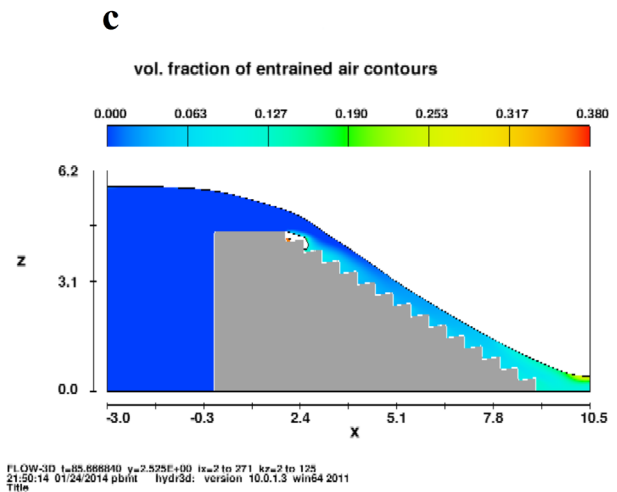 c
vol. fraction of entrained air contours
0.000 0.063 0.127 0.190 0.253 0.317 0.380
6.2
z
3.1
0.0
-3.0 -0.3 2.4 5.1 7.8 10.5
x
FLOW-3D t=85.666840 y=2.525E+00 ix=2 to 271 kz=2 to 125
21:50:14 01/24/2014 pbmt hydr3d: version 10.0.1.3 win64 2011
Title